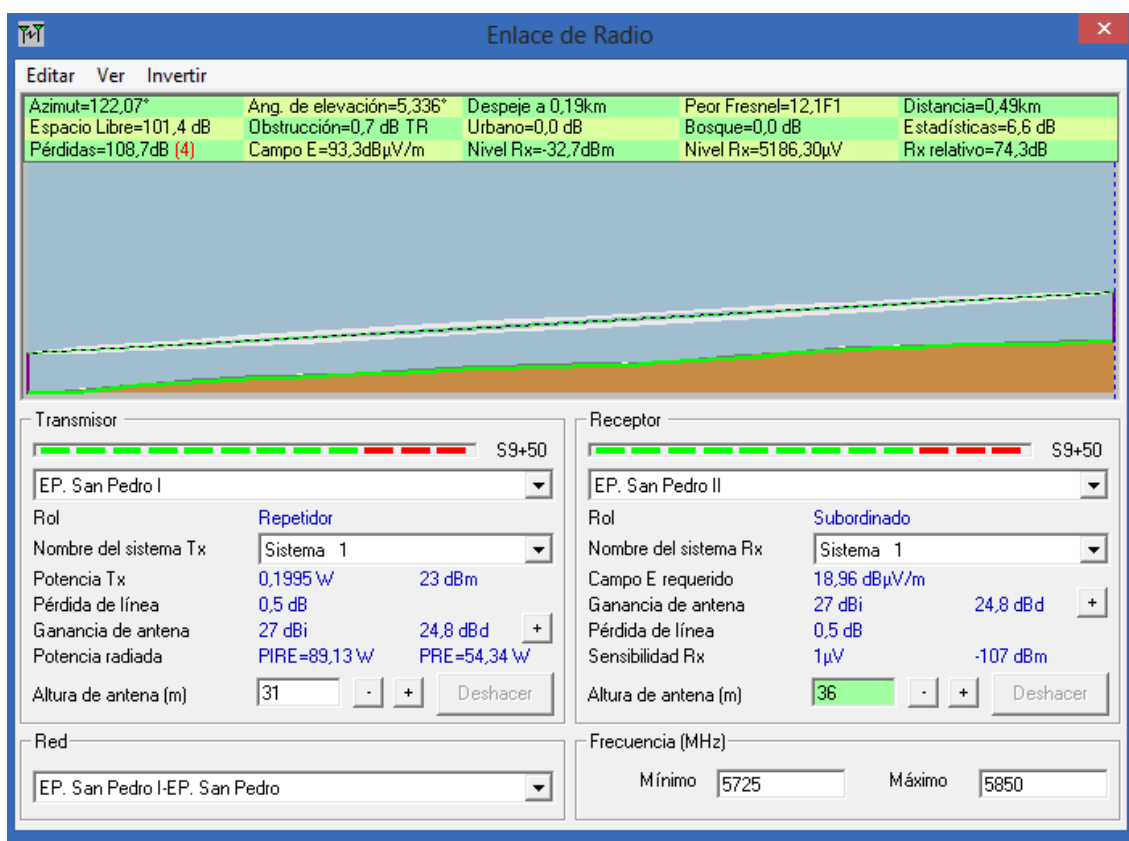 Enlace de Radio
Editar Ver Invertir
Azimut=122,07° Ang. de elevación=5,336° Despeje a 0,19km Peor Fresnel=12,1F1 Distancia=0,49km
Espacio Libre=101,4 dB Obstrucción=0,7 dB TR Urbano=0,0 dB Bosque=0,0 dB Estadísticas=6,6 dB
Pérdidas=108,7dB (4) Campo E=93,3dBµV/m Nivel Rx=-32,7dBm Nivel Rx=5186,30µV Rx relativo=74,3dB
Transmisor
S9+50
EP. San Pedro I
Rol Repetidor
Nombre del sistema Tx Sistema 1
Potencia Tx 0,1995 W 23 dBm
Pérdida de línea 0,5 dB
Ganancia de antena 27 dBi 24,8 dBd +
Potencia radiada PIRE=89,13 W PRE=54,34 W
Altura de antena (m) 31 - + Deshacer
Receptor
S9+50
EP. San Pedro II
Rol Subordinado
Nombre del sistema Rx Sistema 1
Campo E requerido 18,96 dBµV/m
Ganancia de antena 27 dBi 24,8 dBd +
Pérdida de línea 0,5 dB
Sensibilidad Rx 1µV -107 dBm
Altura de antena (m) 36 - + Deshacer
Red
EP. San Pedro I-EP. San Pedro
Frecuencia (MHz)
Mínimo 5725 Máximo 5850